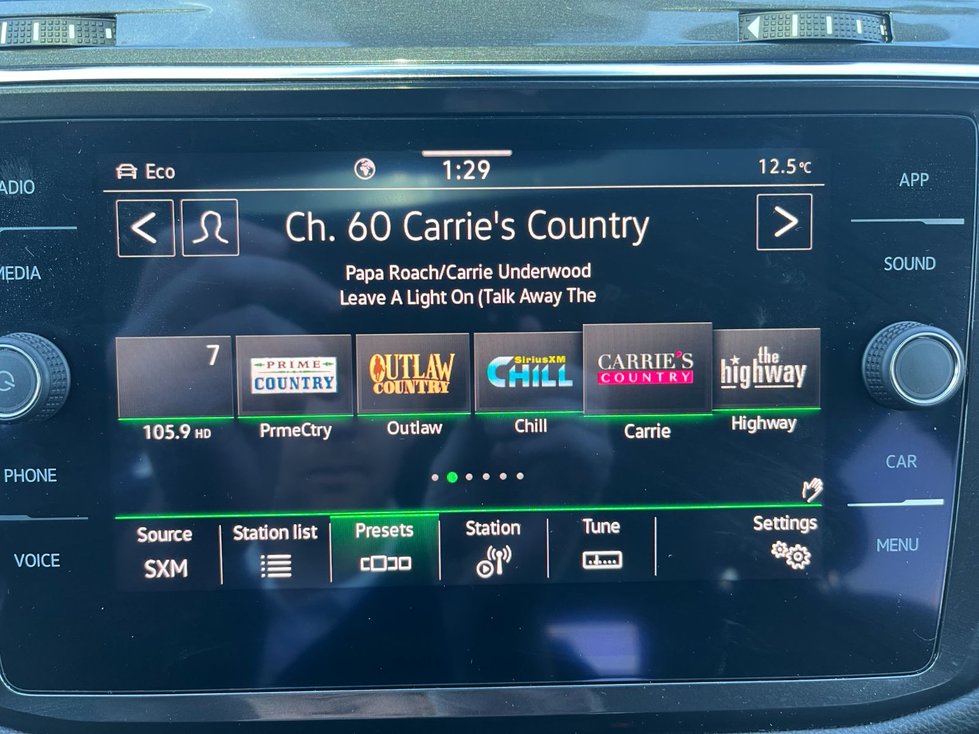 Eco
1:29
12.5°C
Ch. 60 Carrie's Country
Papa Roach/Carrie Underwood
Leave A Light On (Talk Away The
7
PRIME
COUNTRY
OUTLAW
COUNTRY
SiriusXM
CHILL
CARRIE'S
COUNTRY
the
highway
105.9 HD
PrmeCtry
Outlaw
Chill
Carrie
Highway
Source
SXM
Station list
Presets
Station
Tune
Settings
ADIO
MEDIA
PHONE
VOICE
APP
SOUND
CAR
MENU